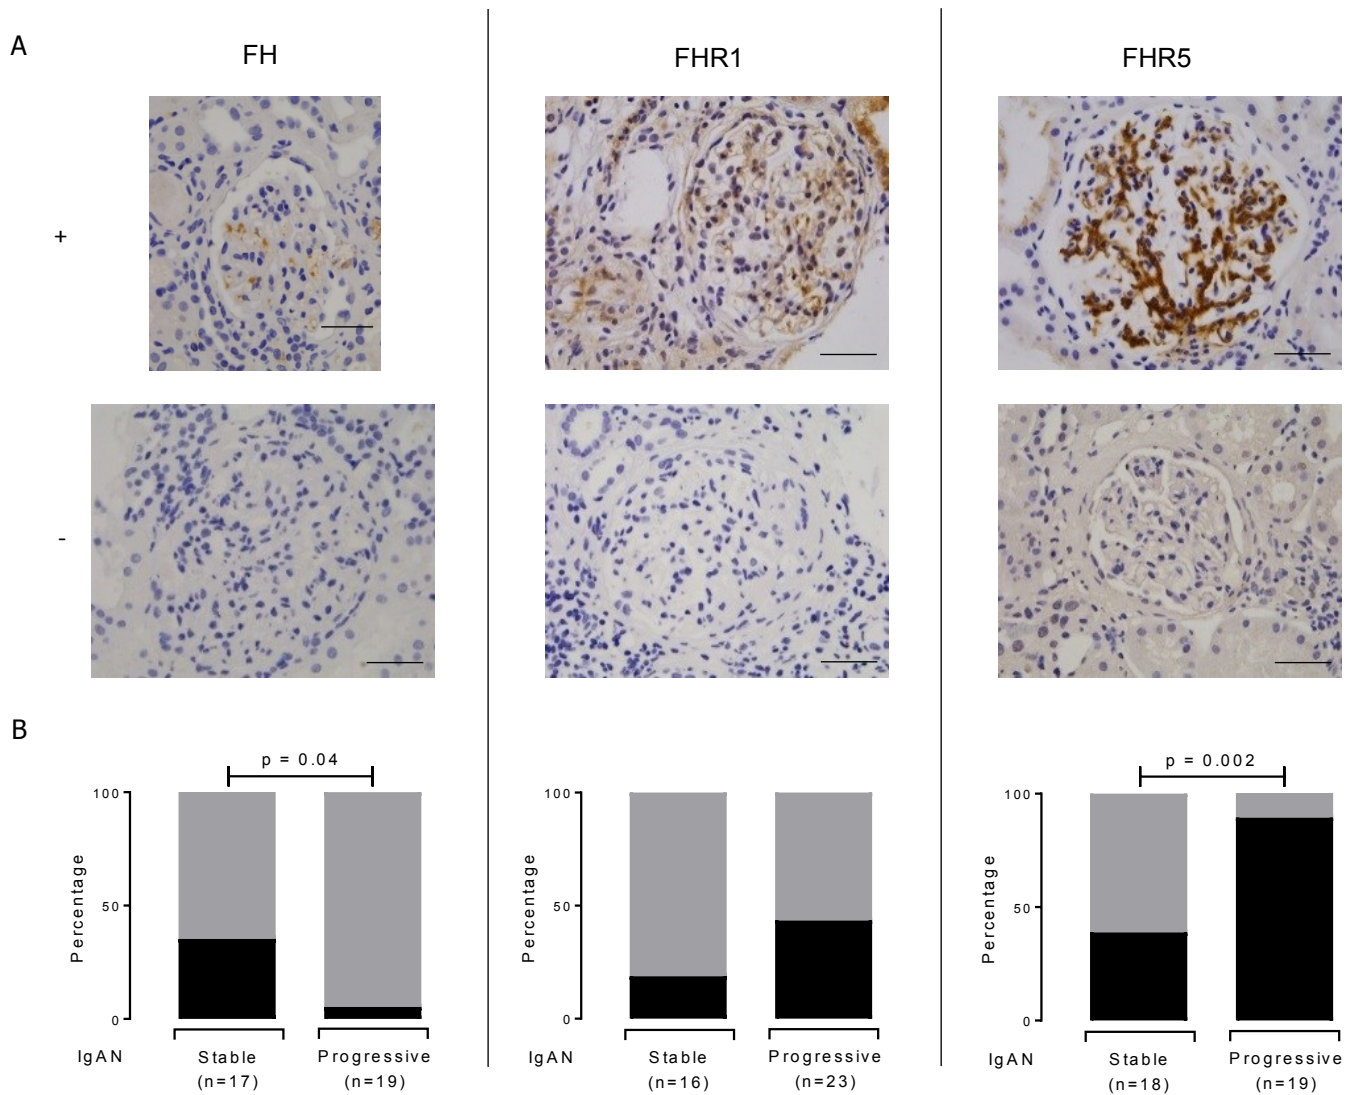 A
FH
FHR1
FHR5
+
-
B
p = 0.04
100
50
0
Percentage
IgAN
Stable
(n=17)
Progressive
(n=19)
100
50
0
Percentage
IgAN
Stable
(n=16)
Progressive
(n=23)
p = 0.002
100
50
0
Percentage
IgAN
Stable
(n=18)
Progressive
(n=19)